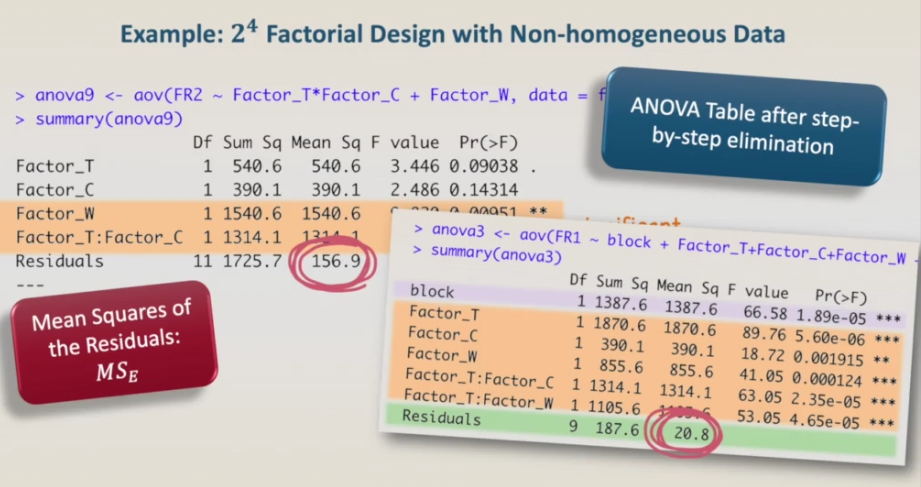 Example: 2⁴ Factorial Design with Non-homogeneous Data
> anova9 <- aov(FR2 ~ Factor_T*Factor_C + Factor_W, data = f
> summary(anova9)
Df Sum Sq Mean Sq F value Pr(>F)
Factor_T 1 540.6 540.6 3.446 0.09038 .
Factor_C 1 390.1 390.1 2.486 0.14314
Factor_W 1 1540.6 1540.6 0.00951 **
Factor_T:Factor_C 1 1314.1 1314.1
Residuals 11 1725.7 156.9
---
ANOVA Table after step-
by-step elimination
Mean Squares of
the Residuals:
MS_E
> anova3 <- aov(FR1 ~ block + Factor_T+Factor_C+Factor_W
> summary(anova3)
Df Sum Sq Mean Sq F value Pr(>F)
block 1 1387.6 1387.6 66.58 1.89e-05 ***
Factor_T 1 1870.6 1870.6 89.76 5.60e-06 ***
Factor_C 1 390.1 390.1 18.72 0.001915 **
Factor_W 1 855.6 855.6 41.05 0.000124 ***
Factor_T:Factor_C 1 1314.1 1314.1 63.05 2.35e-05 ***
Factor_T:Factor_W 1 1105.6 1105.6 53.05 4.65e-05 ***
Residuals 9 187.6 20.8